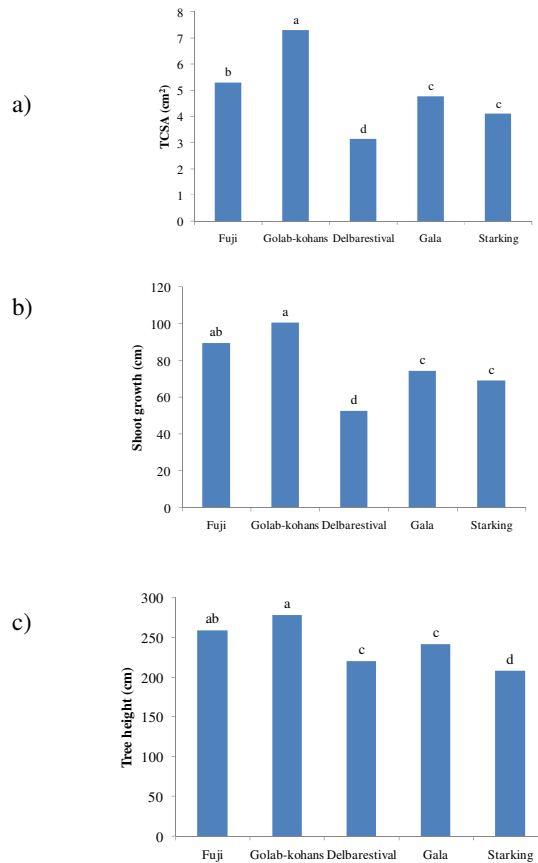 a)
TCSA (cm²)
8
7
6
5
4
3
2
1
0
b
a
d
c
c
Fuji Golab-kohans Delbarestival Gala Starking
b)
Shoot growth (cm)
120
100
80
60
40
20
0
ab
a
d
c
c
Fuji Golab-kohans Delbarestival Gala Starking
c)
Tree height (cm)
300
250
200
150
100
50
0
ab
a
c
c
d
Fuji Golab-kohans Delbarestival Gala Starking